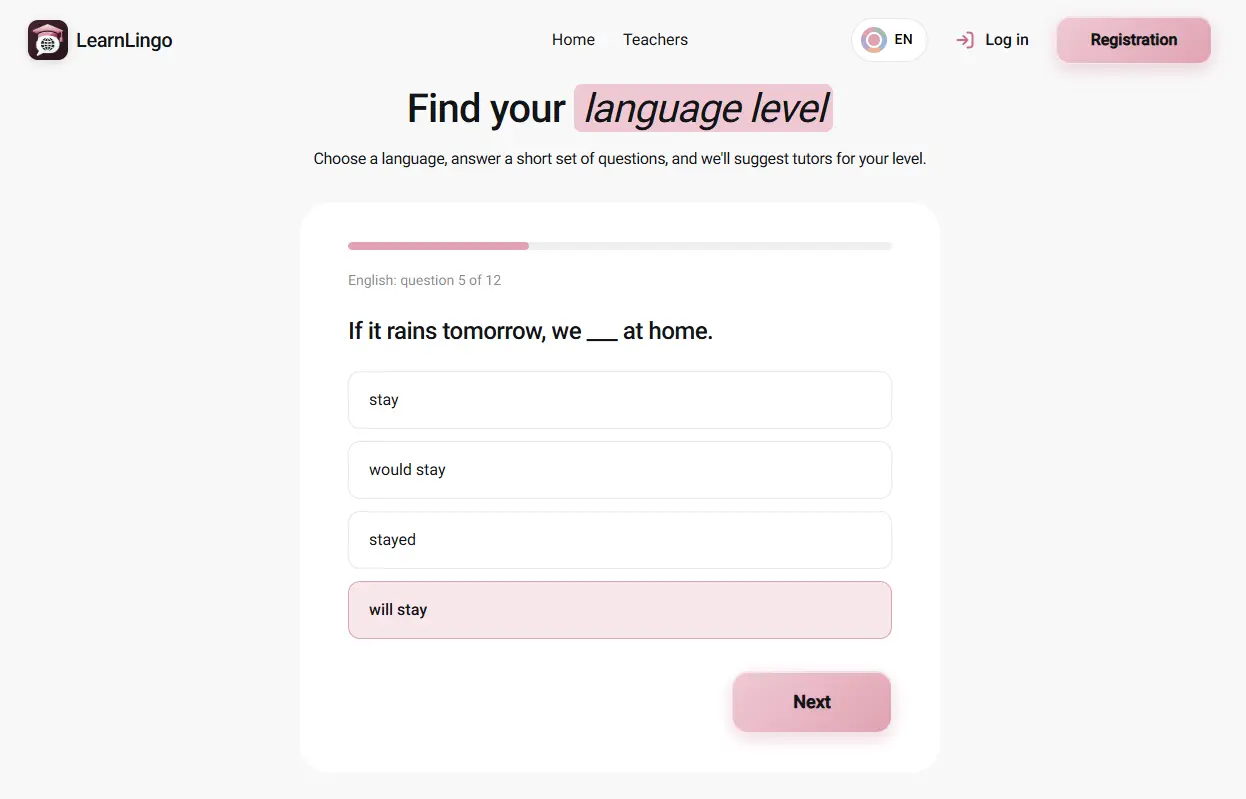 LearnLingo
Home
Teachers
EN
Log in
Registration
Find your language level
Choose a language, answer a short set of questions, and we'll suggest tutors for your level.
English: question 5 of 12
If it rains tomorrow, we ___ at home.
stay
would stay
stayed
will stay
Next